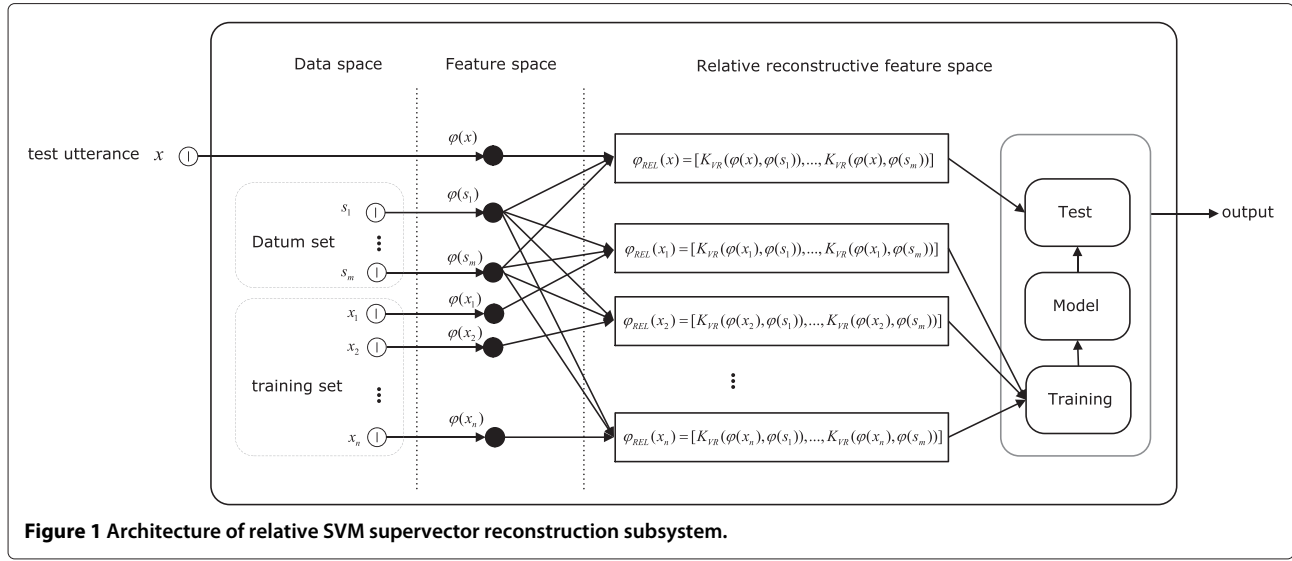 Data space
Feature space
Relative reconstructive feature space
test utterance x
φ(x)
φ_REL(x) = [K_VR(φ(x),φ(s_1)),...,K_VR(φ(x),φ(s_m))]
Datum set
s_1
φ(s_1)
s_m
φ(s_m)
φ_REL(x_1) = [K_VR(φ(x_1),φ(s_1)),...,K_VR(φ(x_1),φ(s_m))]
training set
x_1
φ(x_1)
x_2
φ(x_2)
φ_REL(x_2) = [K_VR(φ(x_2),φ(s_1)),...,K_VR(φ(x_2),φ(s_m))]
x_n
φ(x_n)
φ_REL(x_n) = [K_VR(φ(x_n),φ(s_1)),...,K_VR(φ(x_n),φ(s_m))]
Test
Model
Training
output
Figure 1 Architecture of relative SVM supervector reconstruction subsystem.